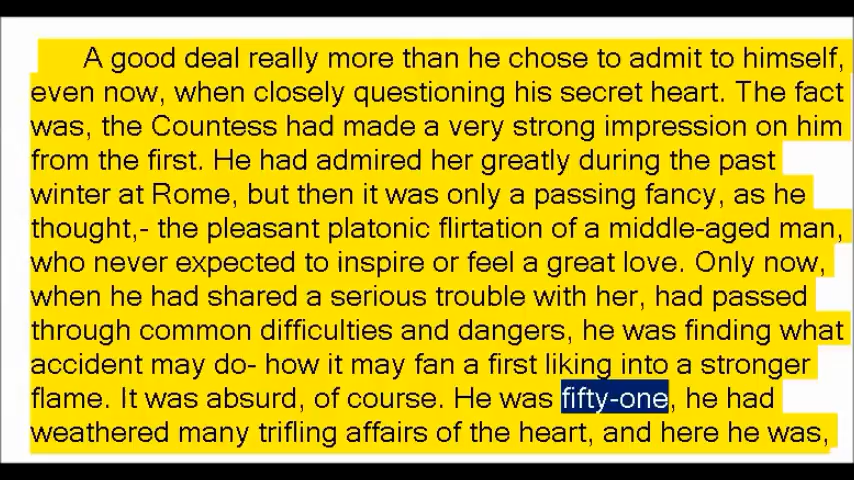 A good deal really more than he chose to admit to himself,
even now, when closely questioning his secret heart. The fact
was, the Countess had made a very strong impression on him
from the first. He had admired her greatly during the past
winter at Rome, but then it was only a passing fancy, as he
thought,- the pleasant platonic flirtation of a middle-aged man,
who never expected to inspire or feel a great love. Only now,
when he had shared a serious trouble with her, had passed
through common difficulties and dangers, he was finding what
accident may do- how it may fan a first liking into a stronger
flame. It was absurd, of course. He was fifty-one, he had
weathered many trifling affairs of the heart, and here he was,